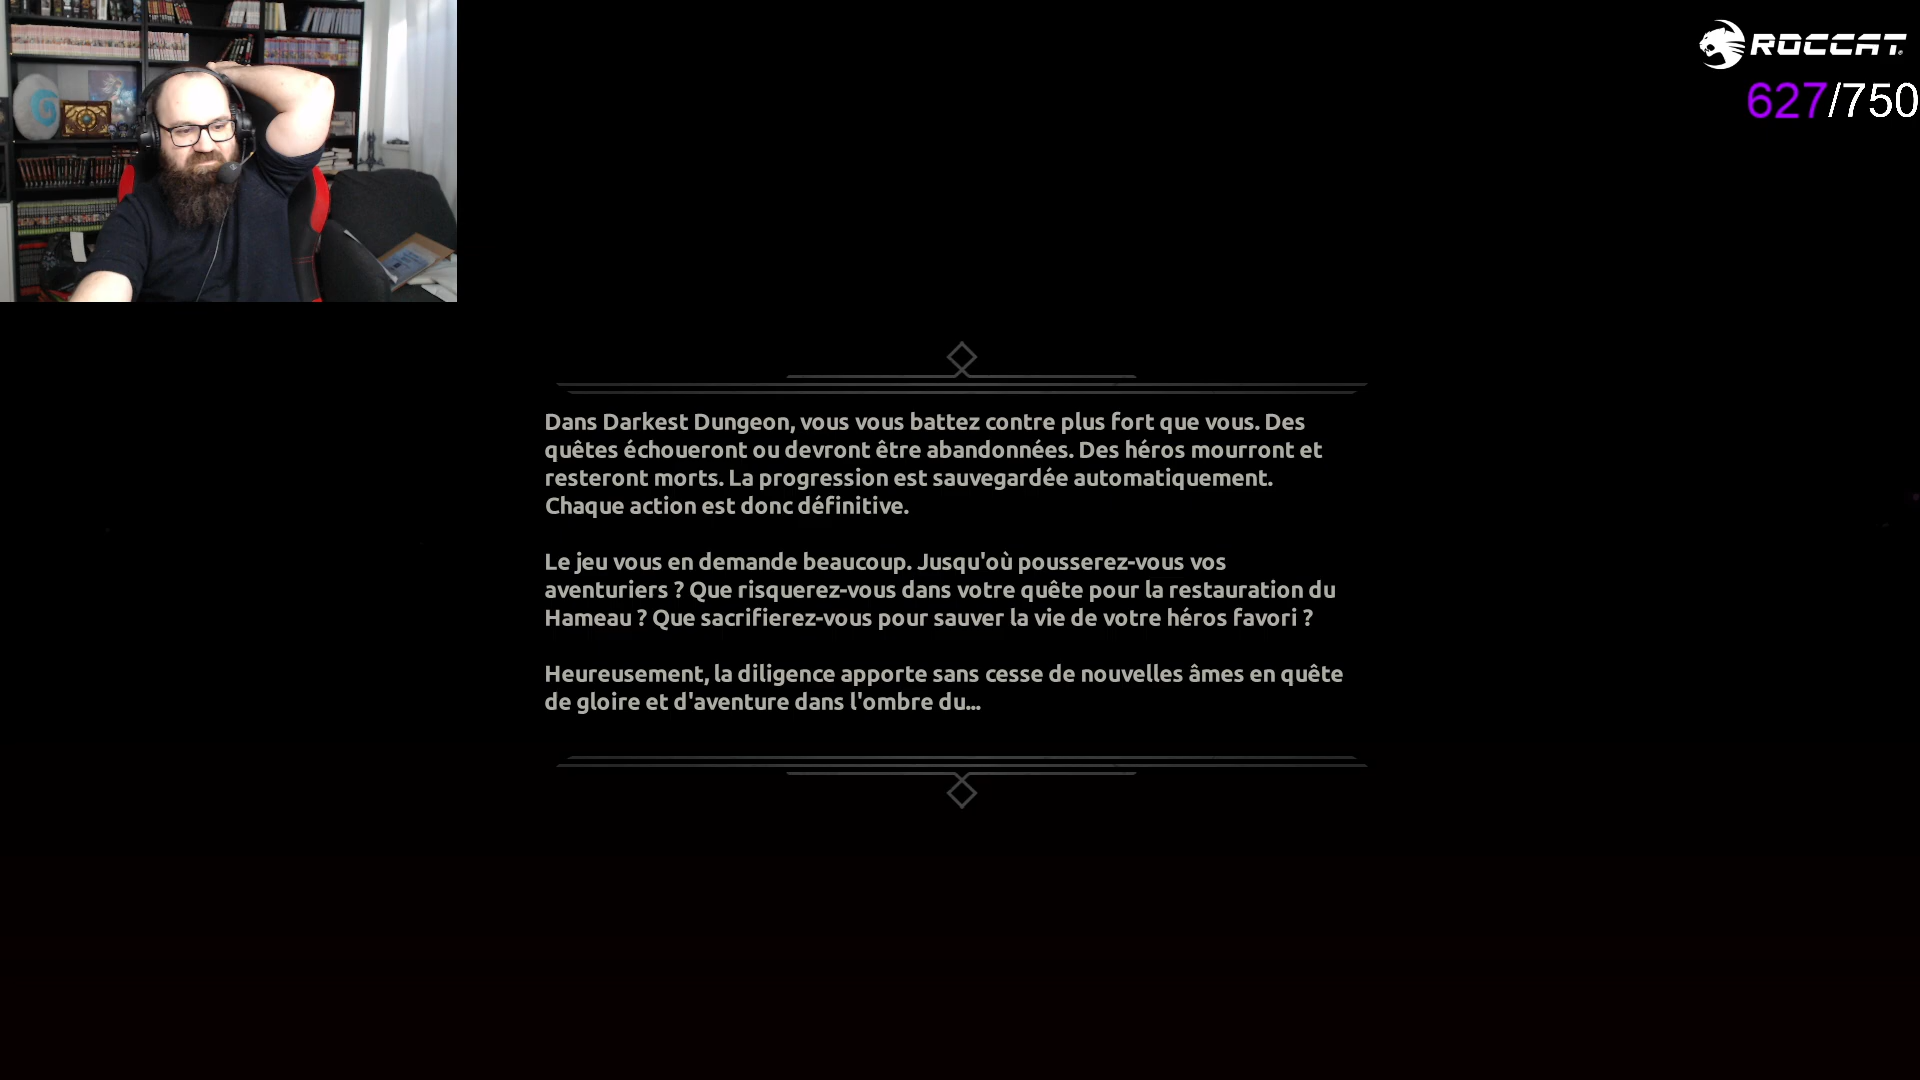 ROCCAT
627/750
Dans Darkest Dungeon, vous vous battez contre plus fort que vous. Des
quêtes échoueront ou devront être abandonnées. Des héros mourront et
resteront morts. La progression est sauvegardée automatiquement.
Chaque action est donc définitive.
Le jeu vous en demande beaucoup. Jusqu'où pousserez-vous vos
aventuriers ? Que risquerez-vous dans votre quête pour la restauration du
Hameau ? Que sacrifierez-vous pour sauver la vie de votre héros favori ?
Heureusement, la diligence apporte sans cesse de nouvelles âmes en quête
de gloire et d'aventure dans l'ombre du...